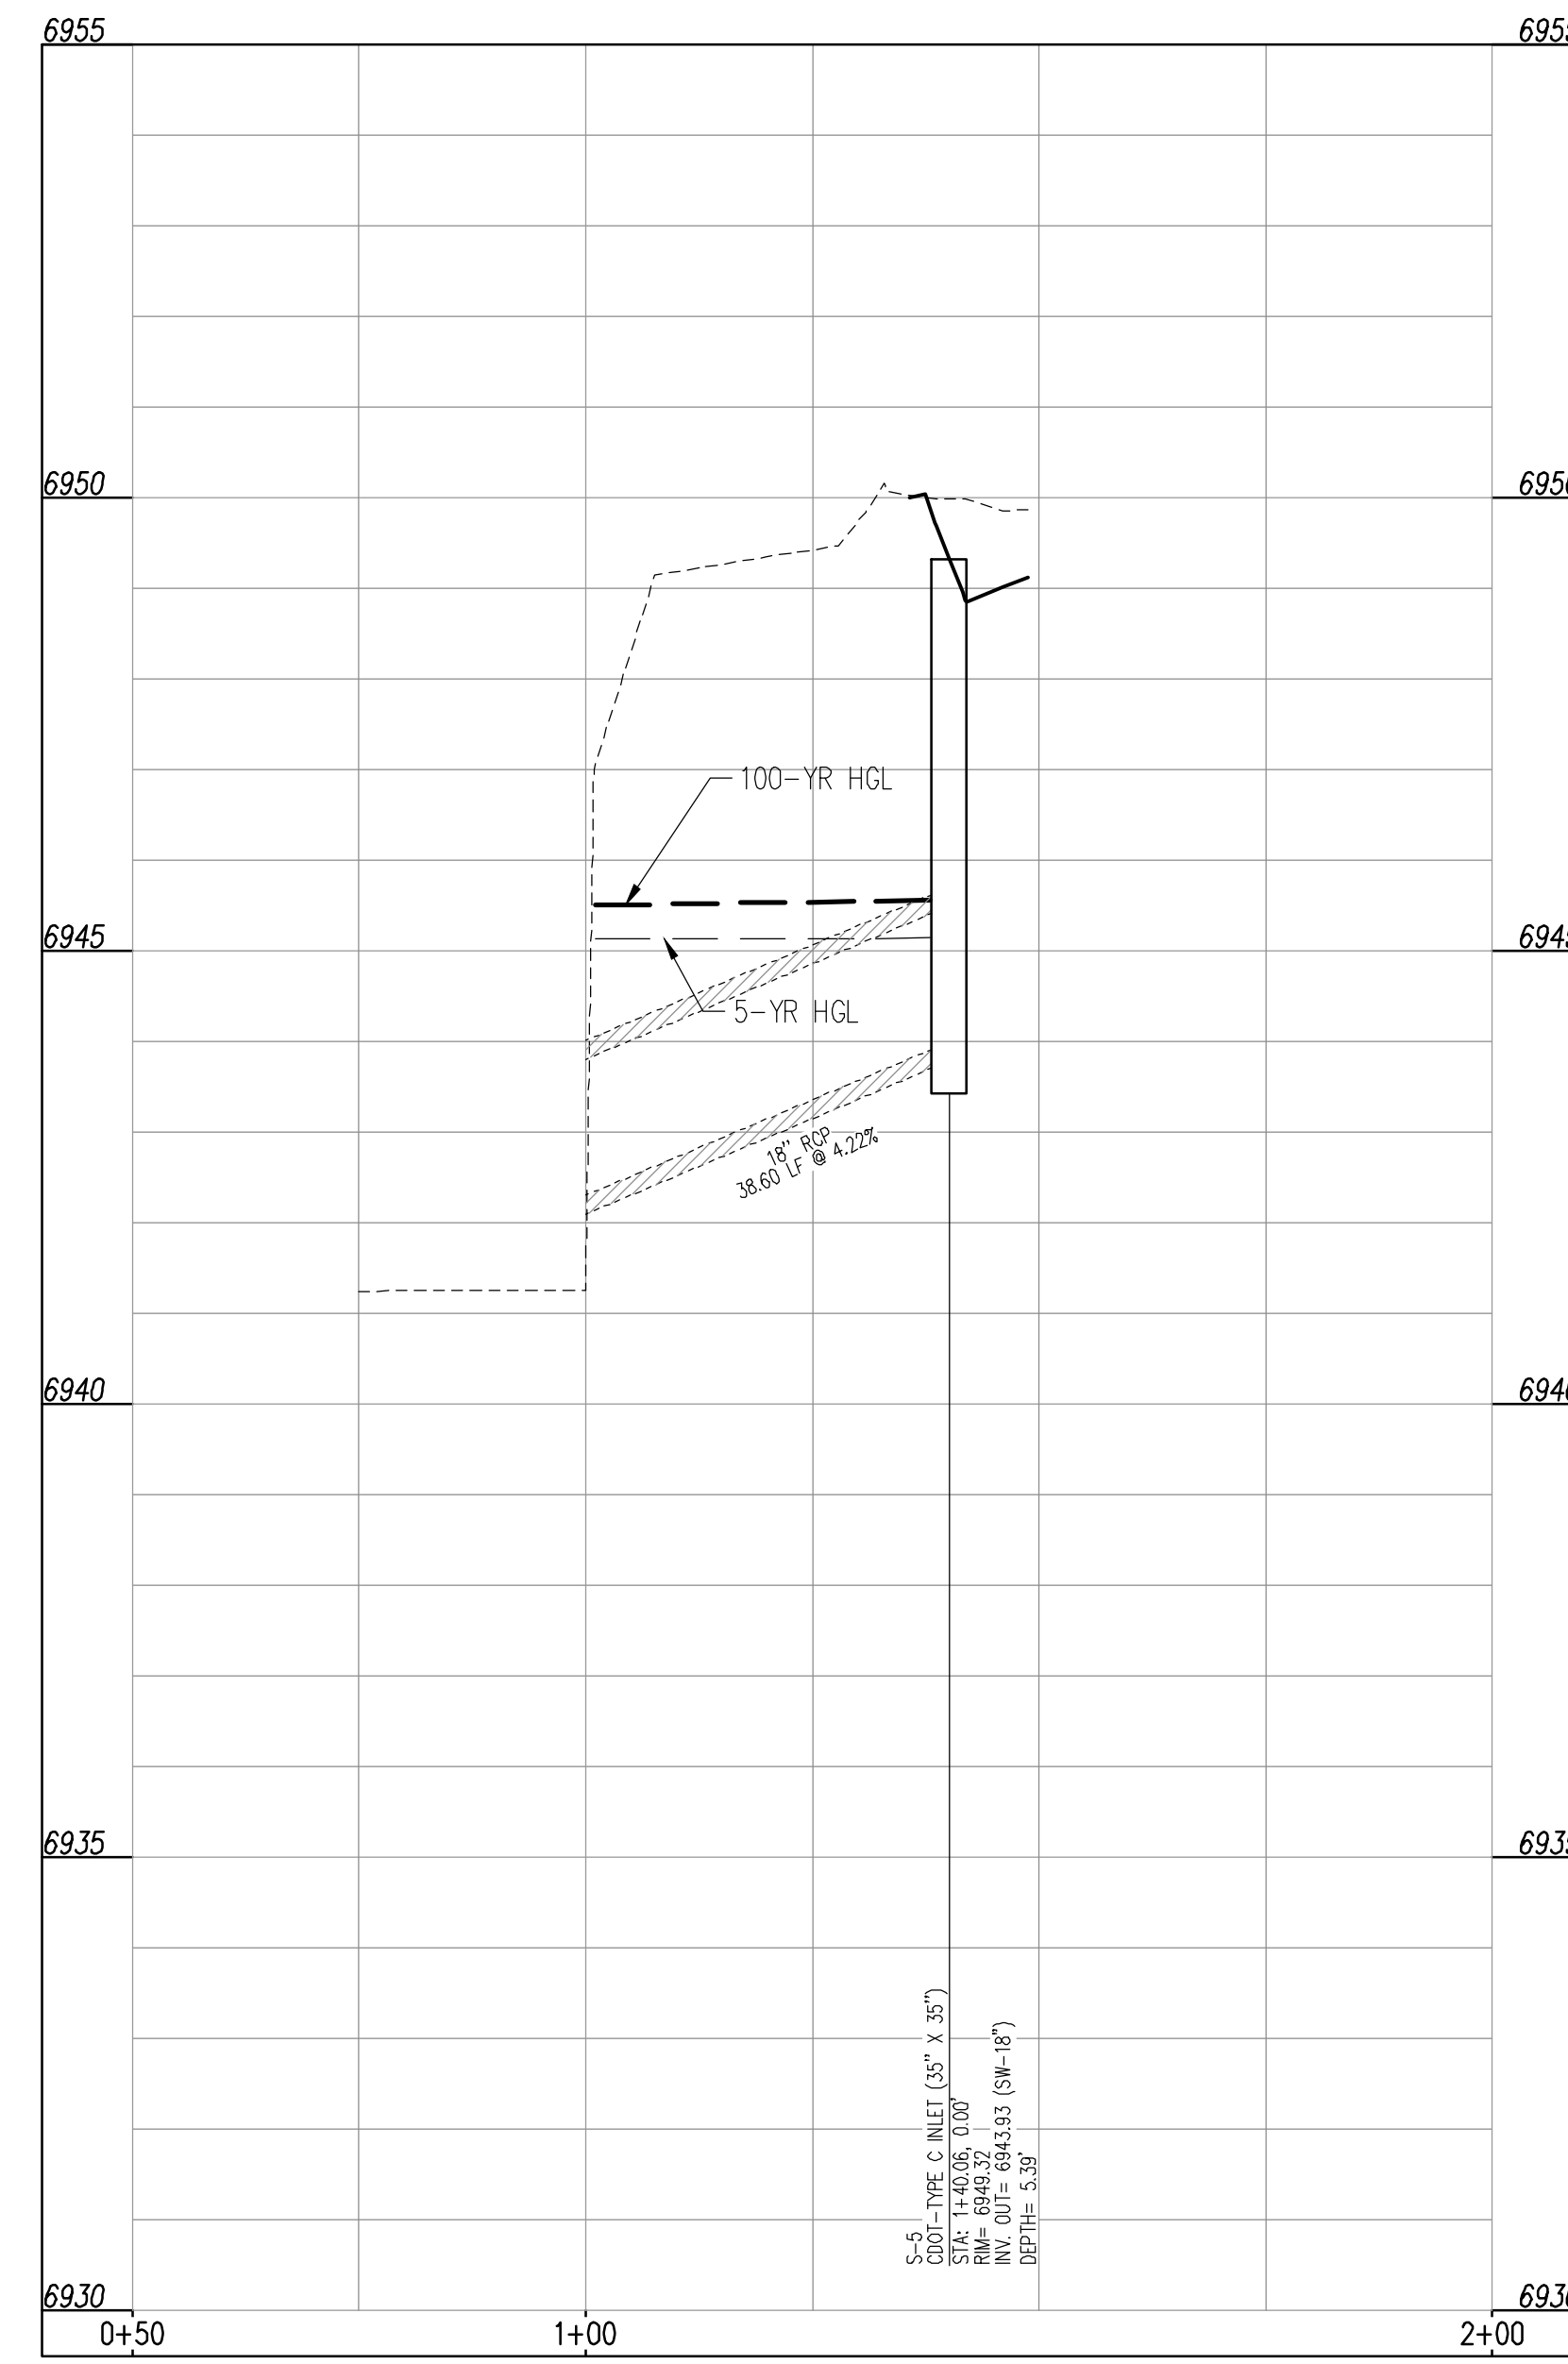 6955
6950
100-YR HGL
6945
5-YR HGL
18" RCP
38.60 LF @ 4.22%
6940
6935
S-5
CDOT-TYPE C INLET (35" X 35")
STA: 1+40.06, 0.00'
RIM= 6949.32
INV. OUT= 6943.93 (SW-18")
DEPTH= 5.39'
6930
0+50 1+00 2+00